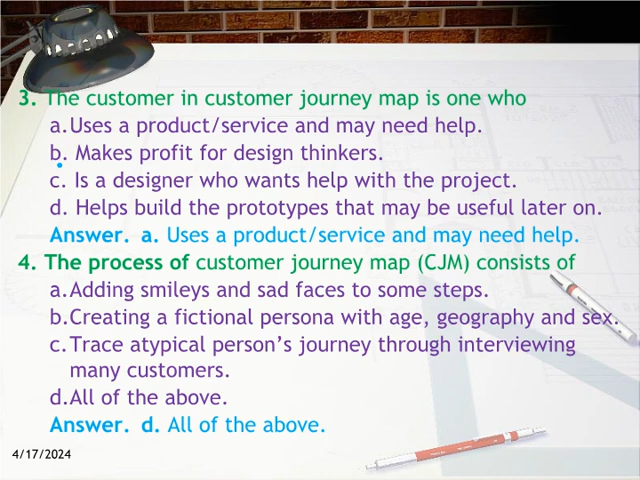 3. The customer in customer journey map is one who
a.Uses a product/service and may need help.
b. Makes profit for design thinkers.
c. Is a designer who wants help with the project.
d. Helps build the prototypes that may be useful later on.
Answer. a. Uses a product/service and may need help.
4. The process of customer journey map (CJM) consists of
a.Adding smileys and sad faces to some steps.
b.Creating a fictional persona with age, geography and sex.
c.Trace atypical person’s journey through interviewing
many customers.
d.All of the above.
Answer. d. All of the above.
4/17/2024